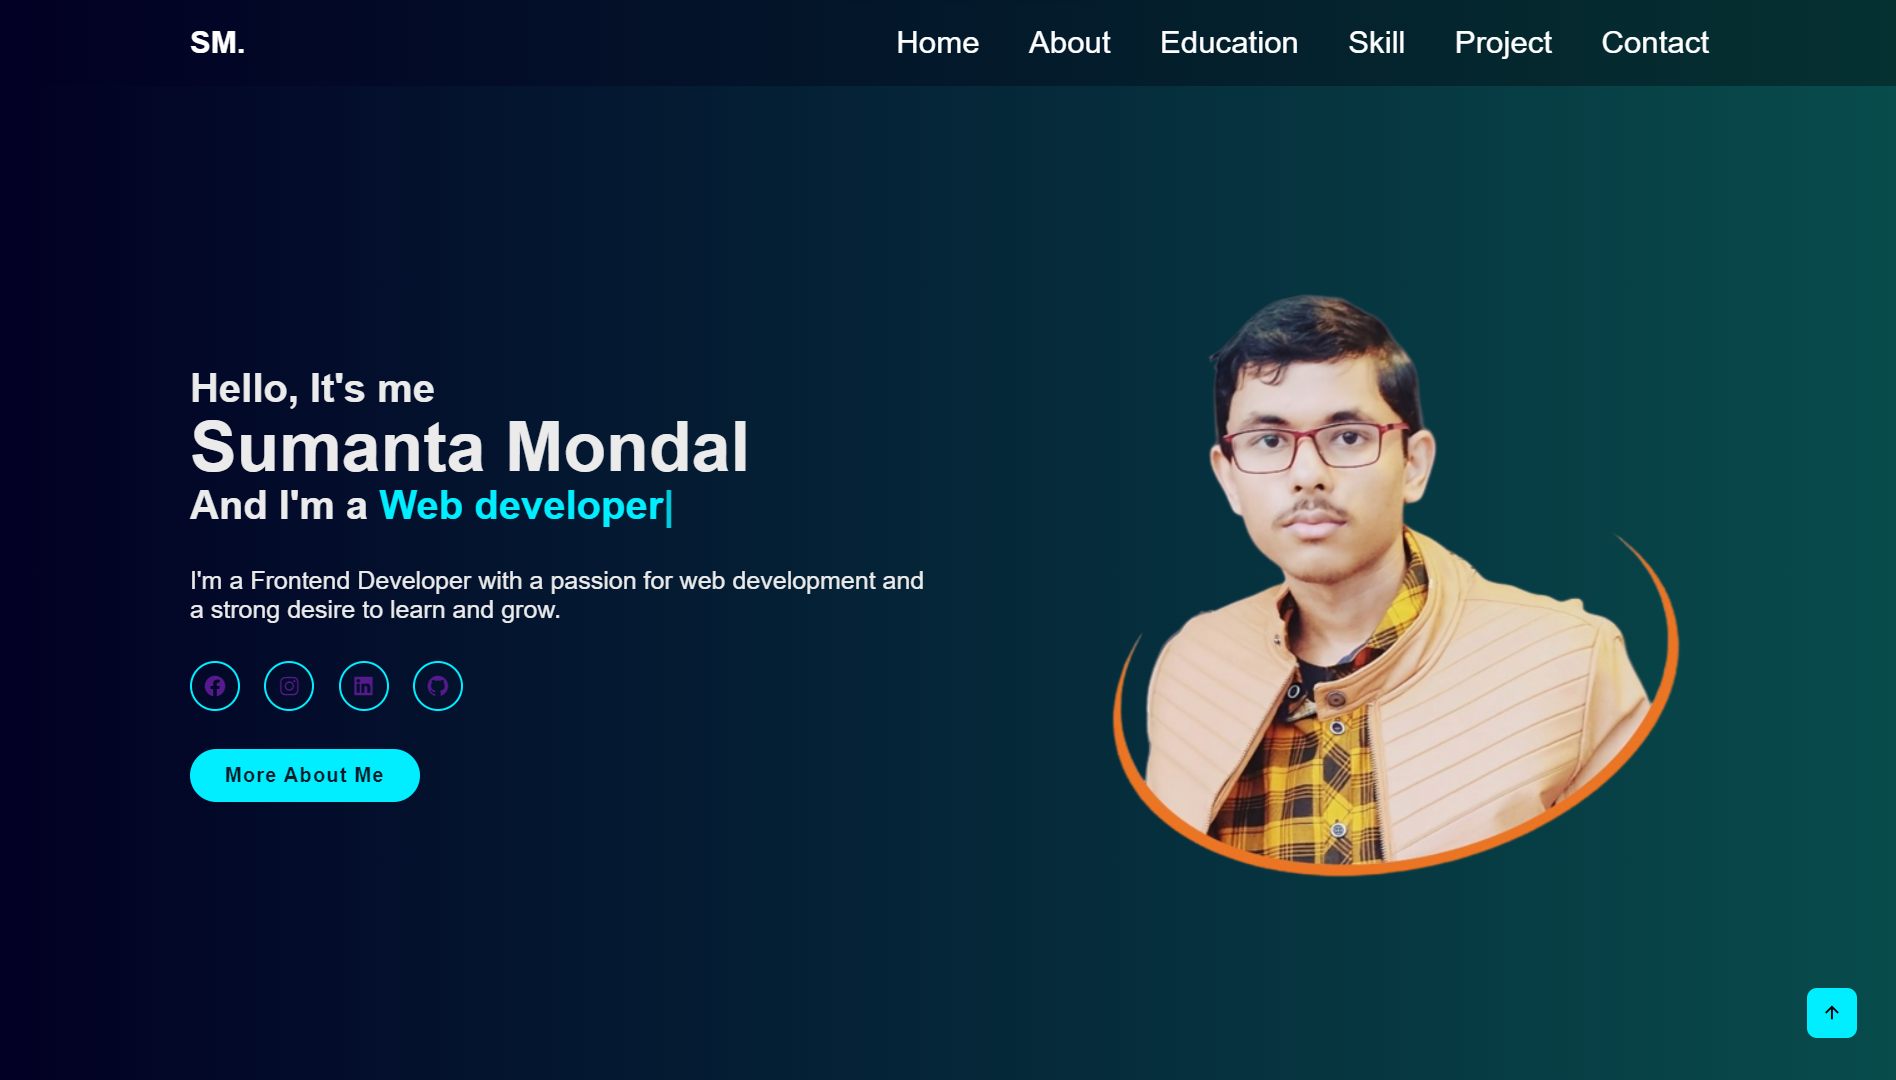 SM.
Home About Education Skill Project Contact
Hello, It's me
Sumanta Mondal
And I'm a Web developer|
I'm a Frontend Developer with a passion for web development and
a strong desire to learn and grow.
More About Me